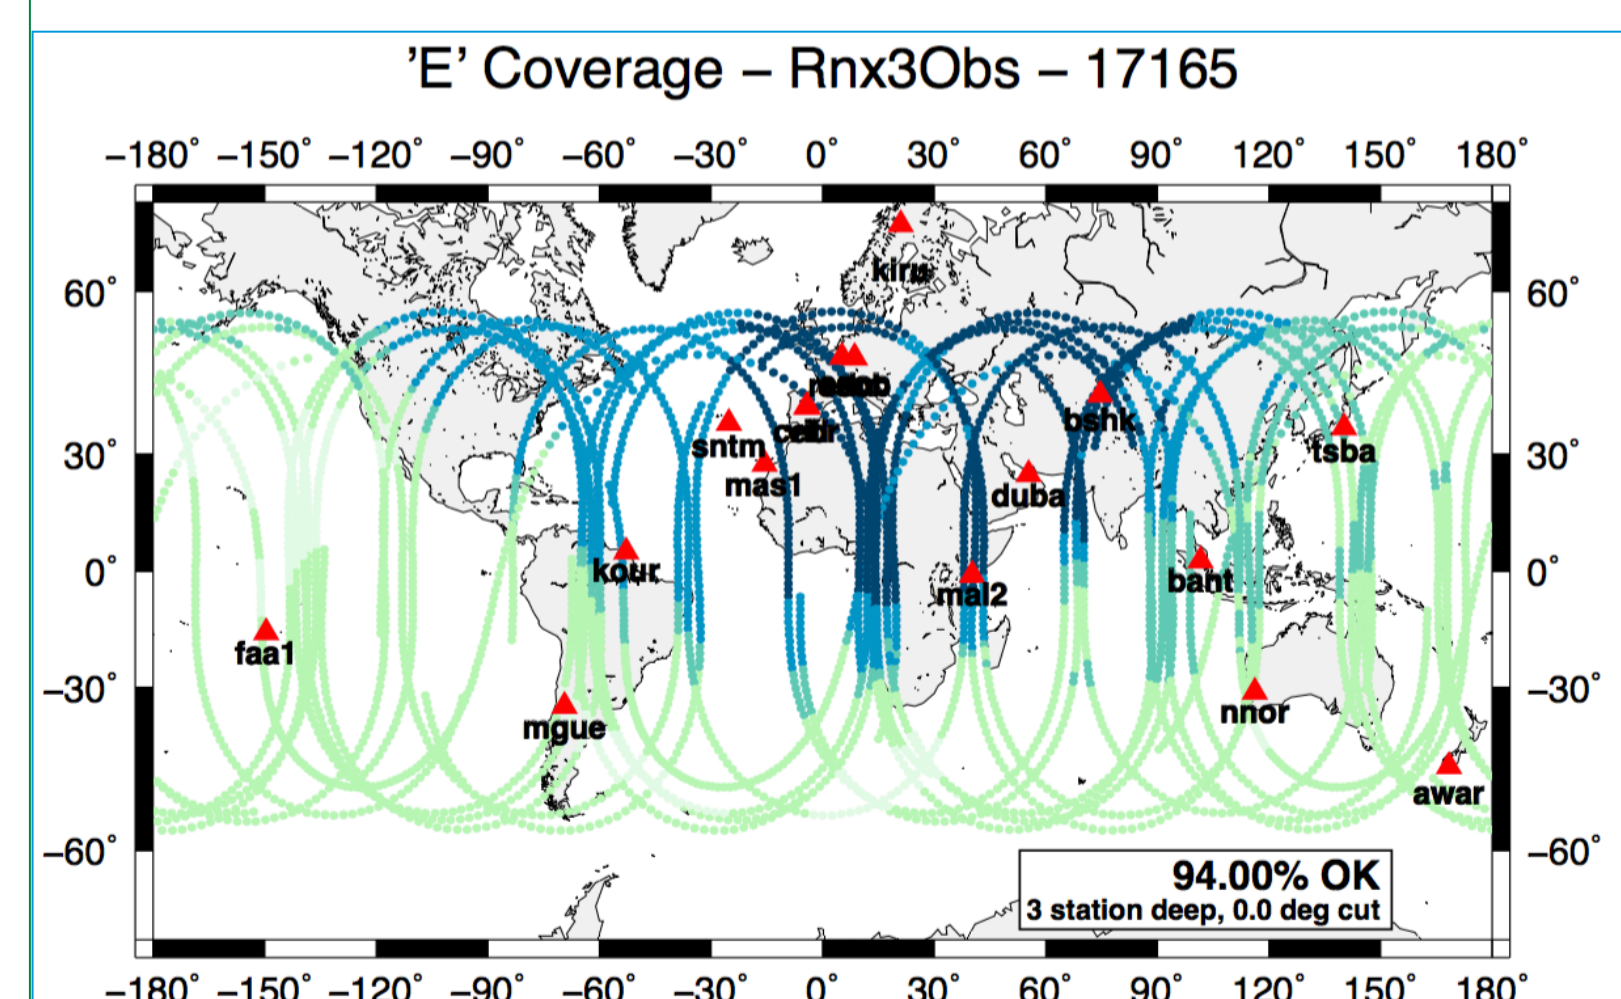 ’E’ Coverage – Rnx3Obs – 17165
−180° −150° −120° −90° −60° −30° 0° 30° 60° 90° 120° 150° 180°
kiru
60° 60°
bshk
sntm
tsba
30° 30°
mas1
duba
0° 0°
kour
bant
mal2
faa1
−30° −30°
nnor
mgue
awar
−60° −60°
94.00% OK
3 station deep, 0.0 deg cut
−180° −150° −120° −90° −60° −30° 0° 30° 60° 90° 120° 150° 180°